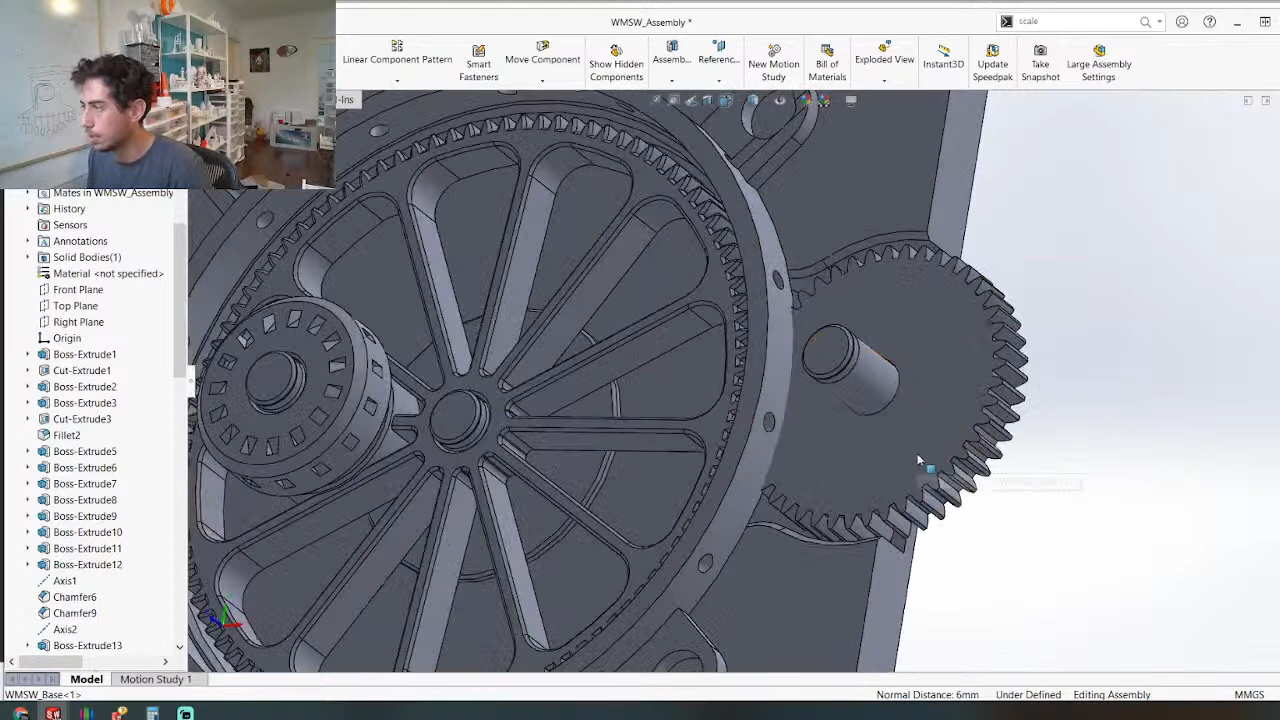 WMSW_Assembly *
scale
Linear Component Pattern
Smart
Fasteners
Move Component
Show Hidden
Components
Assemb...
Referenc...
New Motion
Study
Bill of
Materials
Exploded View
Instant3D
Update
Speedpak
Take
Snapshot
Large Assembly
Settings
-Ins
Mates in WMSW_Assembly
History
Sensors
Annotations
Solid Bodies(1)
Material <not specified>
Front Plane
Top Plane
Right Plane
Origin
Boss-Extrude1
Cut-Extrude1
Boss-Extrude2
Boss-Extrude3
Cut-Extrude3
Fillet2
Boss-Extrude5
Boss-Extrude6
Boss-Extrude7
Boss-Extrude8
Boss-Extrude9
Boss-Extrude10
Boss-Extrude11
Boss-Extrude12
Axis1
Chamfer6
Chamfer9
Axis2
Boss-Extrude13
Model
Motion Study 1
WMSW_Base<1>
Normal Distance: 6mm
Under Defined
Editing Assembly
MMGS